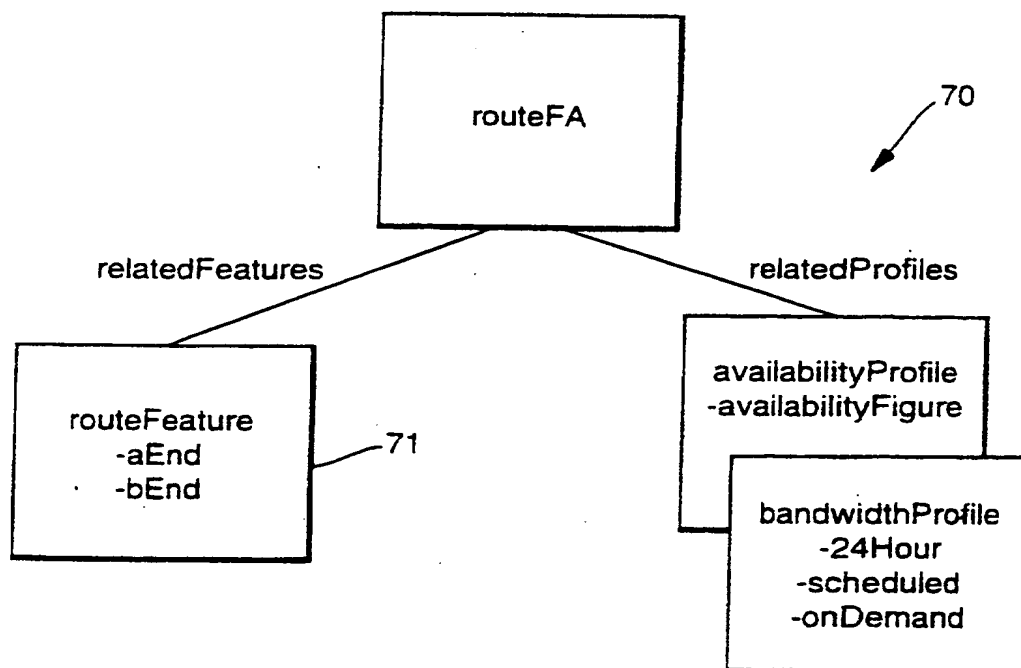 routeFA
70
relatedFeatures
relatedProfiles
routeFeature
-aEnd
-bEnd
71
availabilityProfile
-availabilityFigure
bandwidthProfile
-24Hour
-scheduled
-onDemand